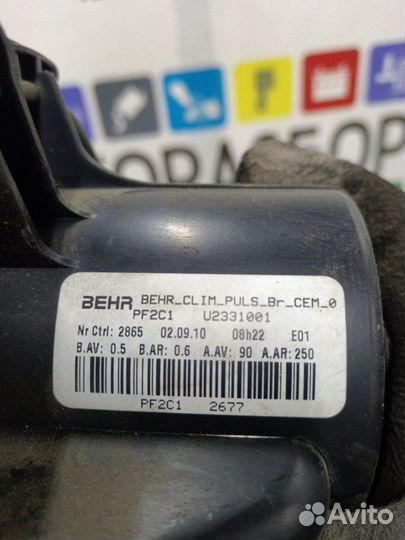 ОРАЗБОР
BEHR BEHR_CLIM_PULS_Br_CEM_0
PF2C1 U2331001
Nr Ctrl: 2865 02.09.10 08h22 E01
B.AV: 0.5 B.AR: 0.6 A.AV: 90 A.AR: 250
PF2C1 2677
Avito